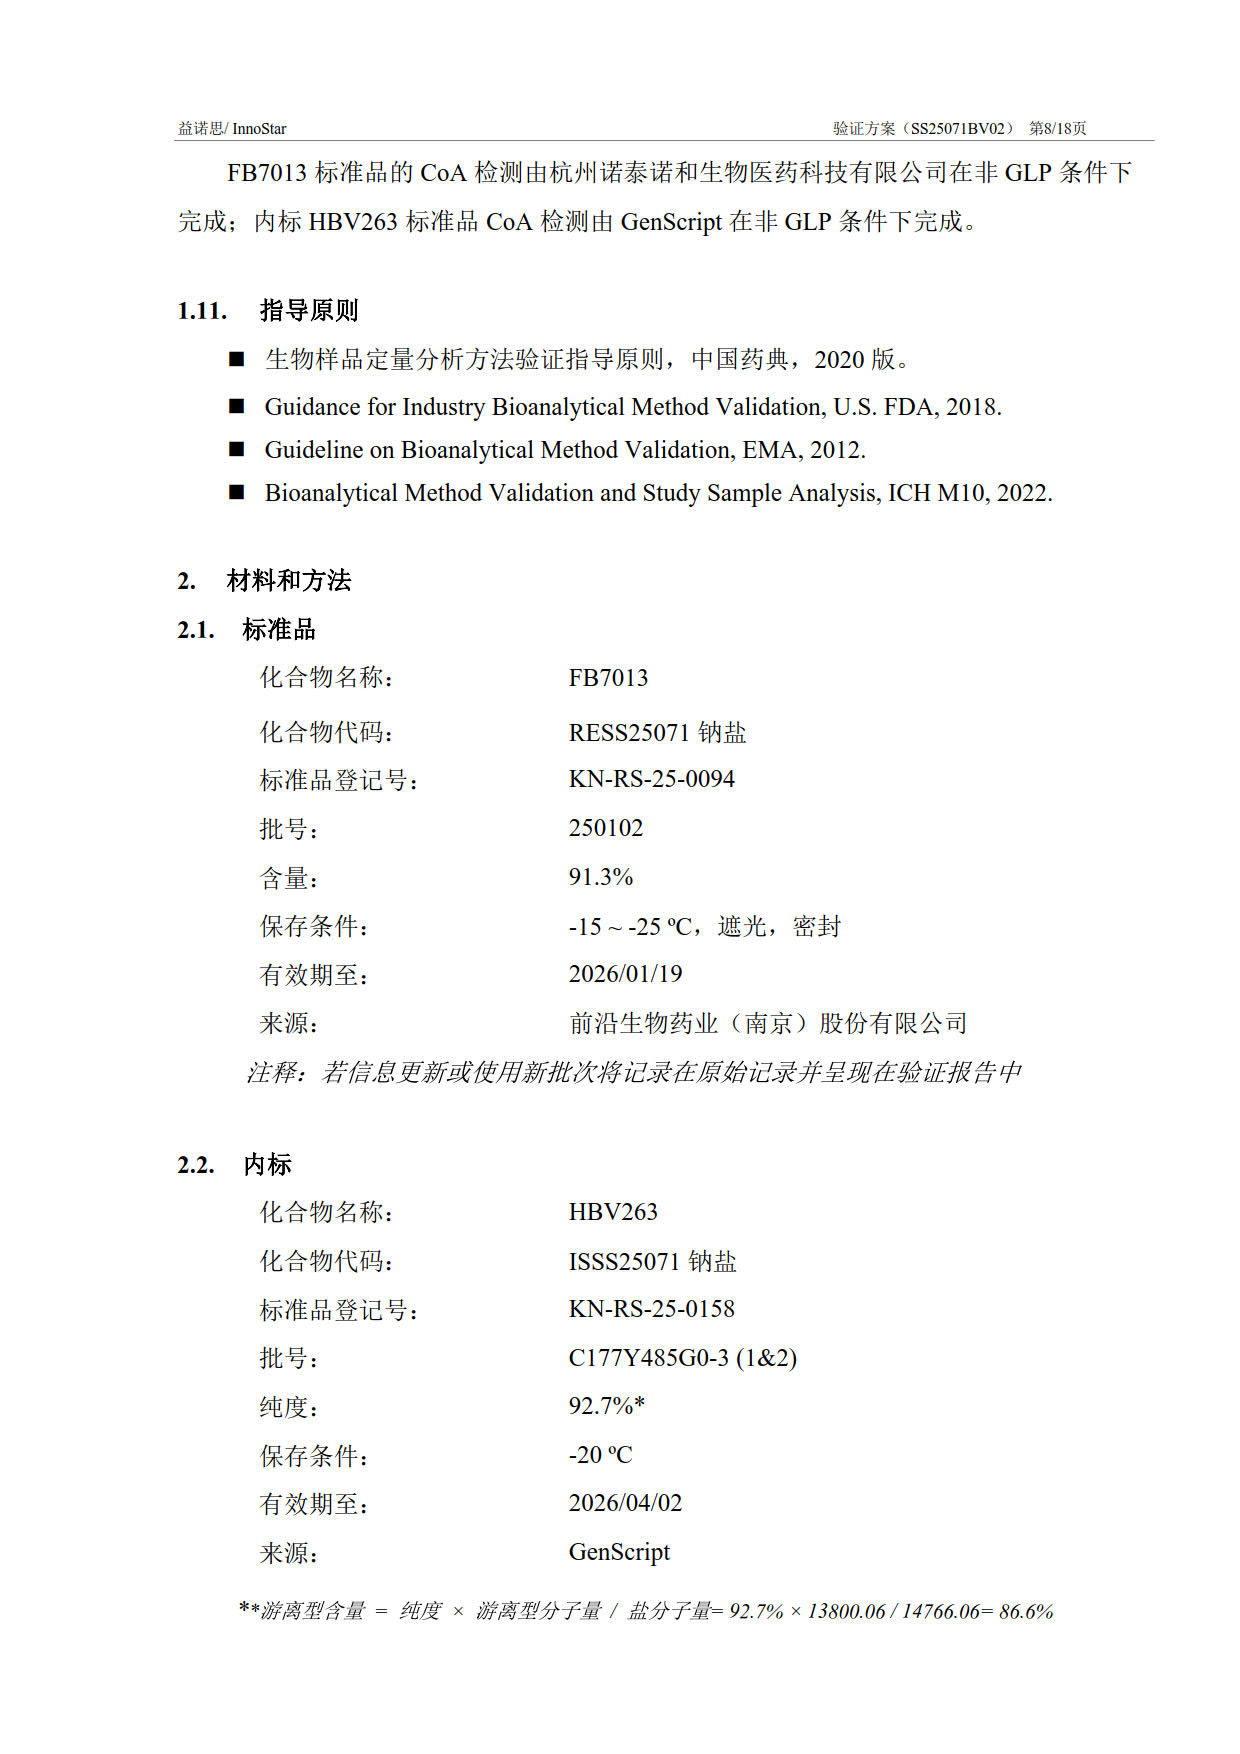 益诺思/ InnoStar 验证方案（SS25071BV02） 第8/18页
FB7013 标准品的 CoA 检测由杭州诺泰诺和生物医药科技有限公司在非 GLP 条件下
完成；内标 HBV263 标准品 CoA 检测由 GenScript 在非 GLP 条件下完成。
1.11. 指导原则
■ 生物样品定量分析方法验证指导原则，中国药典，2020 版。
■ Guidance for Industry Bioanalytical Method Validation, U.S. FDA, 2018.
■ Guideline on Bioanalytical Method Validation, EMA, 2012.
■ Bioanalytical Method Validation and Study Sample Analysis, ICH M10, 2022.
2. 材料和方法
2.1. 标准品
化合物名称： FB7013
化合物代码： RESS25071 钠盐
标准品登记号： KN-RS-25-0094
批号： 250102
含量： 91.3%
保存条件： -15 ~ -25 ºC，遮光，密封
有效期至： 2026/01/19
来源： 前沿生物药业（南京）股份有限公司
注释：若信息更新或使用新批次将记录在原始记录并呈现在验证报告中
2.2. 内标
化合物名称： HBV263
化合物代码： ISSS25071 钠盐
标准品登记号： KN-RS-25-0158
批号： C177Y485G0-3 (1&2)
纯度： 92.7%*
保存条件： -20 ºC
有效期至： 2026/04/02
来源： GenScript
**游离型含量 = 纯度 × 游离型分子量 / 盐分子量= 92.7% × 13800.06 / 14766.06= 86.6%